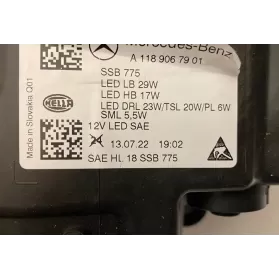 Mercedes-Benz
A 118 906 79 01
SSB 775
LED LB 29W
LED HB 17W
LED DRL 23W/TSL 20W/PL 6W
SML 5,5W
12V LED SAE
13.07.22 19:02
SAE HL 18 SSB 775
Made in Slovakia Q01
HELLA